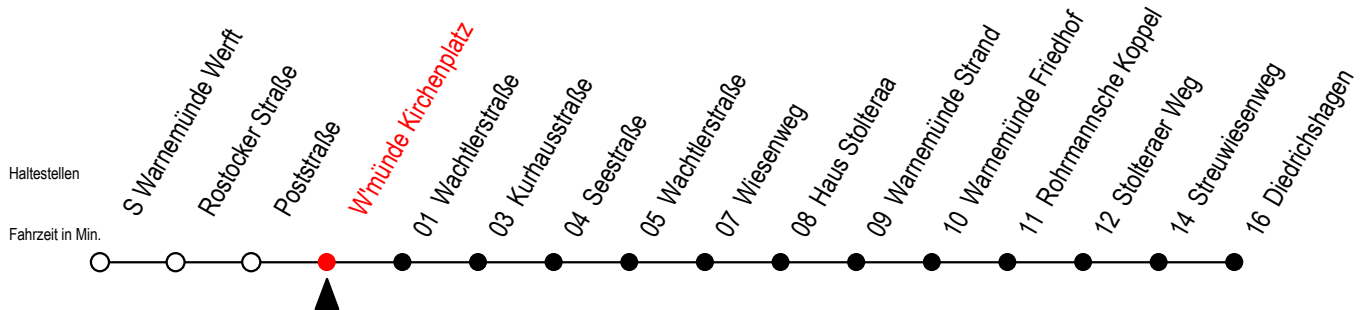 S Warnemünde Werft
Rostocker Straße
Poststraße
W'münde Kirchenplatz
01 Wachtlerstraße
03 Kurhausstraße
04 Seestraße
05 Wachtlerstraße
07 Wiesenweg
08 Haus Stolteraa
09 Warnemünde Strand
10 Warnemünde Friedhof
11 Rohrmannsche Koppel
12 Stolteraer Weg
14 Streuwiesenweg
16 Diedrichshagen
Haltestellen
Fahrzeit in Min.